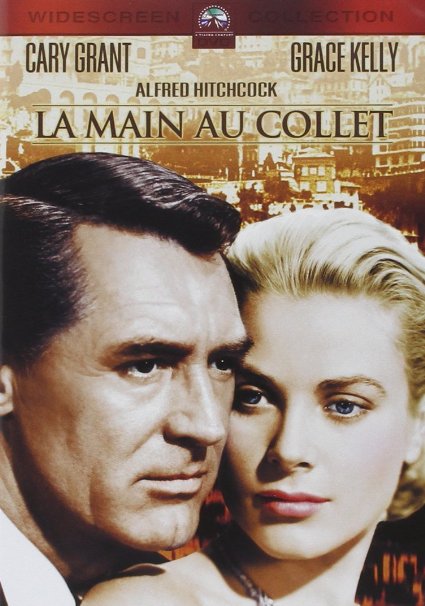 WIDESCREEN COLLECTION
CARY GRANT
GRACE KELLY
ALFRED HITCHCOCK
LA MAIN AU COLLET